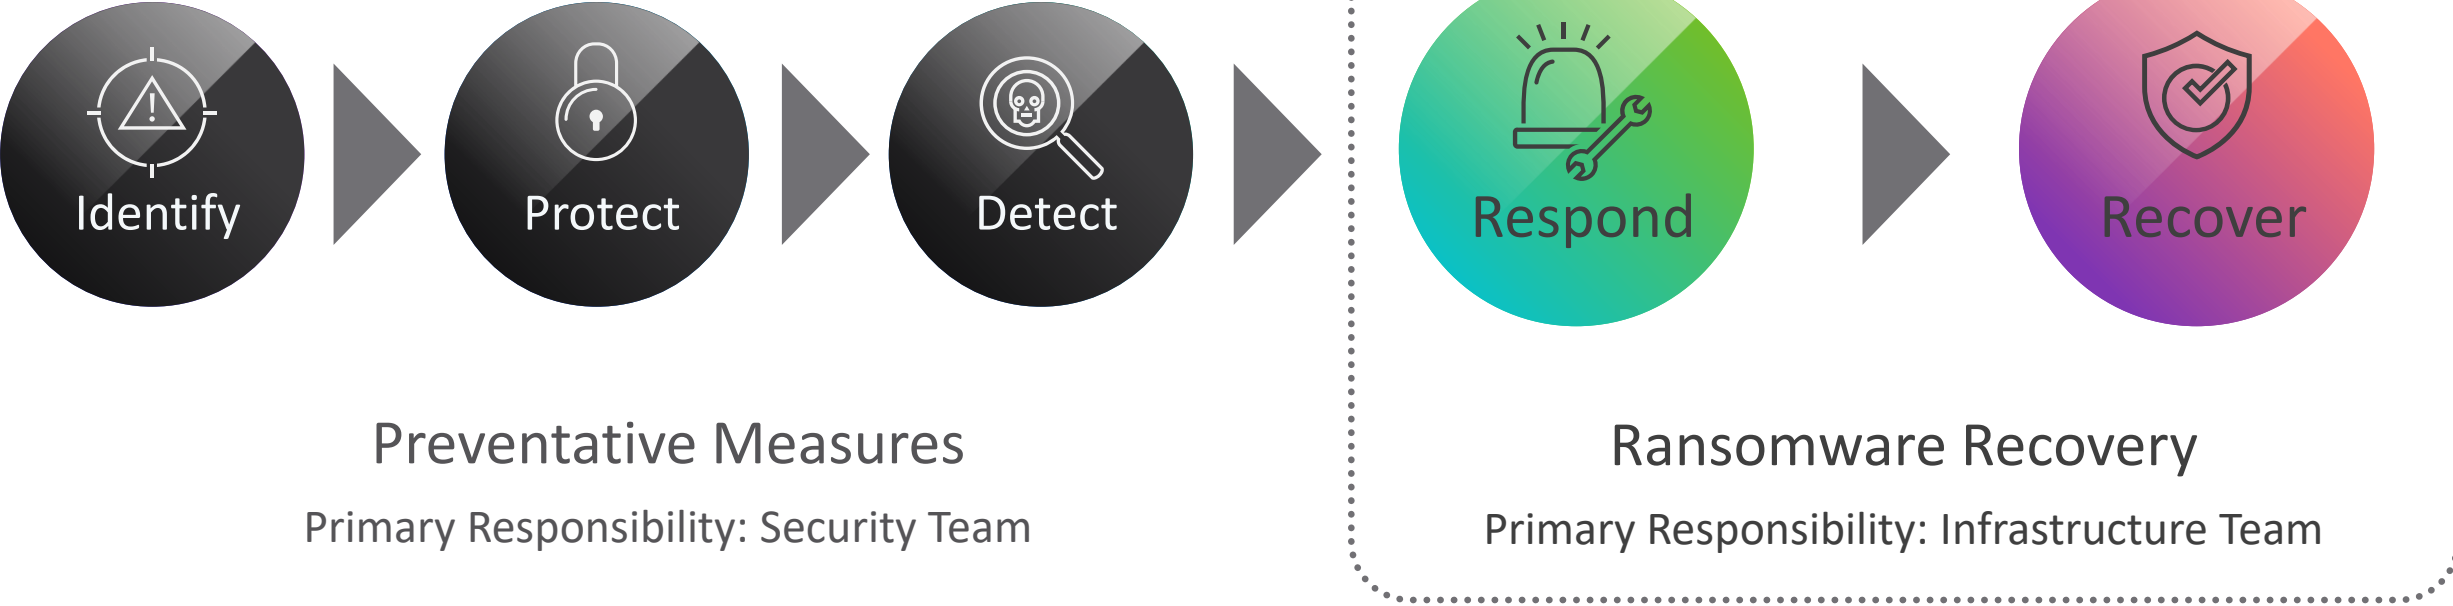 Identify
Protect
Detect
Respond
Recover
Preventative Measures
Primary Responsibility: Security Team
Ransomware Recovery
Primary Responsibility: Infrastructure Team